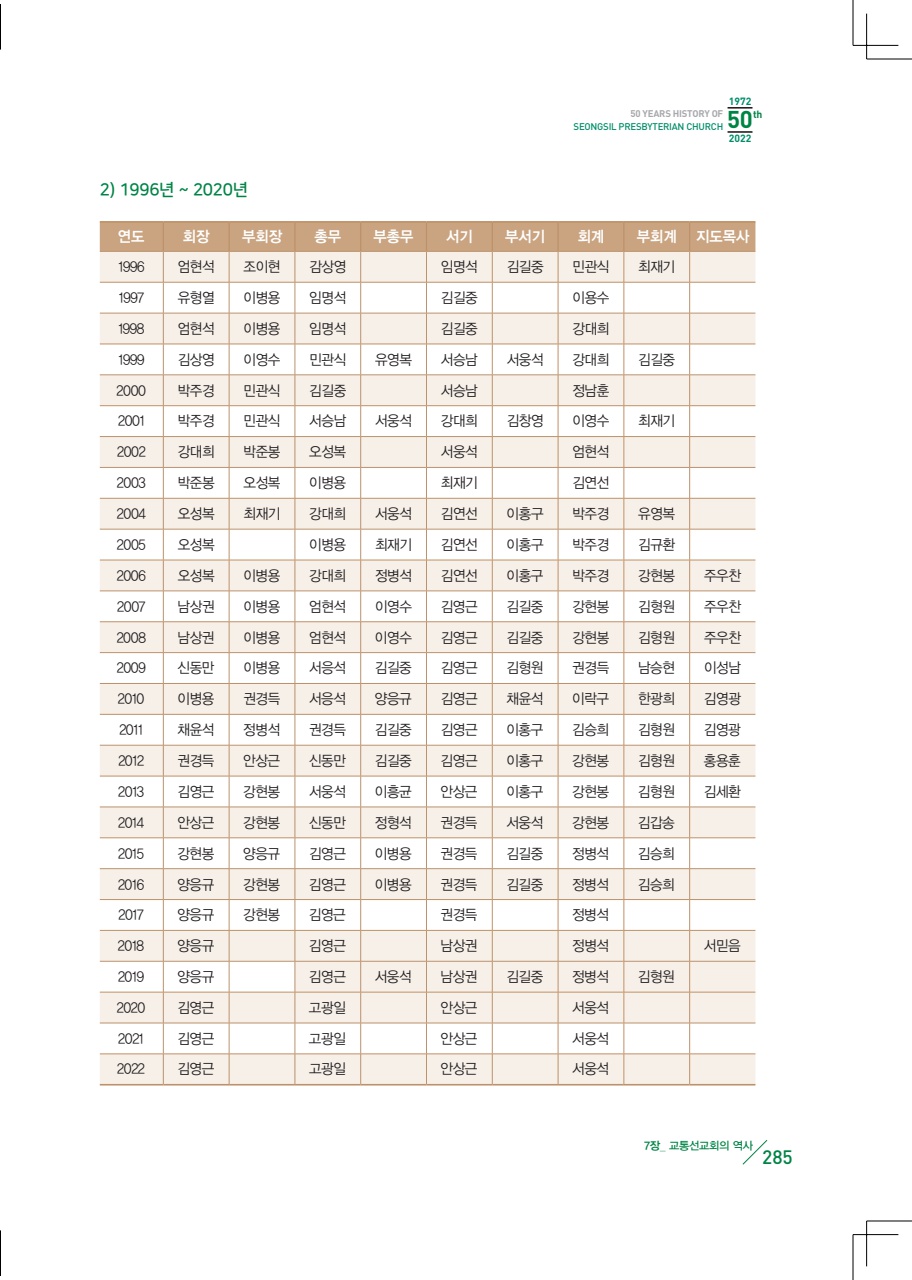 1972
50 YEARS HISTORY OF
50th
SEONGSIL PRESBYTERIAN CHURCH
2022
2) 1996년 ~ 2020년
연도 회장 부회장 총무 부총무 서기 부서기 회계 부회계 지도목사
1996 엄현석 조이현 감상영 임명석 김길중 민관식 최재기
1997 유형열 이병용 임명석 김길중 이용수
1998 엄현석 이병용 임명석 김길중 강대희
1999 김상영 이영수 민관식 유영복 서승남 서웅석 강대희 김길중
2000 박주경 민관식 김길중 서승남 정남훈
2001 박주경 민관식 서승남 서웅석 강대희 김창영 이영수 최재기
2002 강대희 박준봉 오성복 서웅석 엄현석
2003 박준봉 오성복 이병용 최재기 김연선
2004 오성복 최재기 강대희 서웅석 김연선 이홍구 박주경 유영복
2005 오성복 이병용 최재기 김연선 이홍구 박주경 김규환
2006 오성복 이병용 강대희 정병석 김연선 이홍구 박주경 강현봉 주우찬
2007 남상권 이병용 엄현석 이영수 김영근 김길중 강현봉 김형원 주우찬
2008 남상권 이병용 엄현석 이영수 김영근 김길중 강현봉 김형원 주우찬
2009 신동만 이병용 서응석 김길중 김영근 김형원 권경득 남승현 이성남
2010 이병용 권경득 서응석 양응규 김영근 채윤석 이락구 한광희 김영광
2011 채윤석 정병석 권경득 김길중 김영근 이홍구 김승희 김형원 김영광
2012 권경득 안상근 신동만 김길중 김영근 이홍구 강현봉 김형원 홍용훈
2013 김영근 강현봉 서웅석 이흥균 안상근 이홍구 강현봉 김형원 김세환
2014 안상근 강현봉 신동만 정형석 권경득 서웅석 강현봉 김갑송
2015 강현봉 양응규 김영근 이병용 권경득 김길중 정병석 김승희
2016 양응규 강현봉 김영근 이병용 권경득 김길중 정병석 김승희
2017 양응규 강현봉 김영근 권경득 정병석
2018 양응규 김영근 남상권 정병석 서믿음
2019 양응규 김영근 서웅석 남상권 김길중 정병석 김형원
2020 김영근 고광일 안상근 서웅석
2021 김영근 고광일 안상근 서웅석
2022 김영근 고광일 안상근 서웅석
7장_ 교통선교회의 역사
285